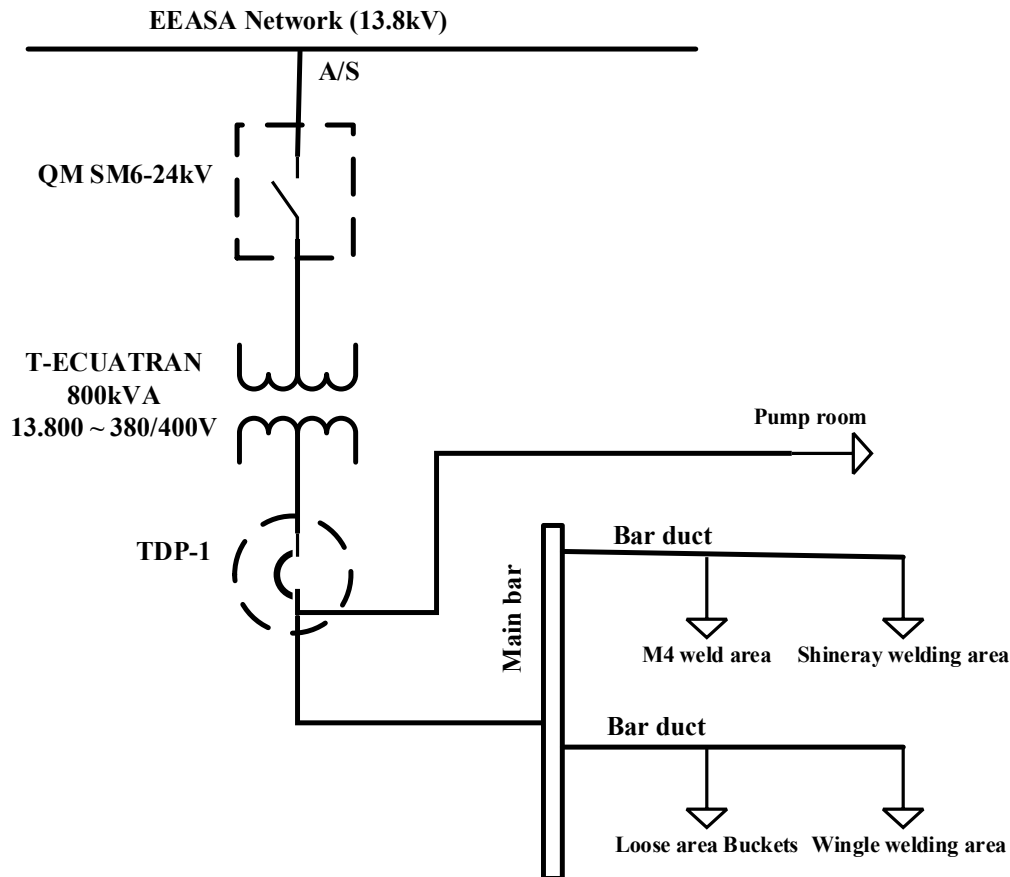 EEASA Network (13.8kV)
A/S
QM SM6-24kV
T-ECUATRAN
800kVA
13.800 ~ 380/400V
Pump room
TDP-1
Main bar
Bar duct
M4 weld area
Shineray welding area
Bar duct
Loose area Buckets
Wingle welding area